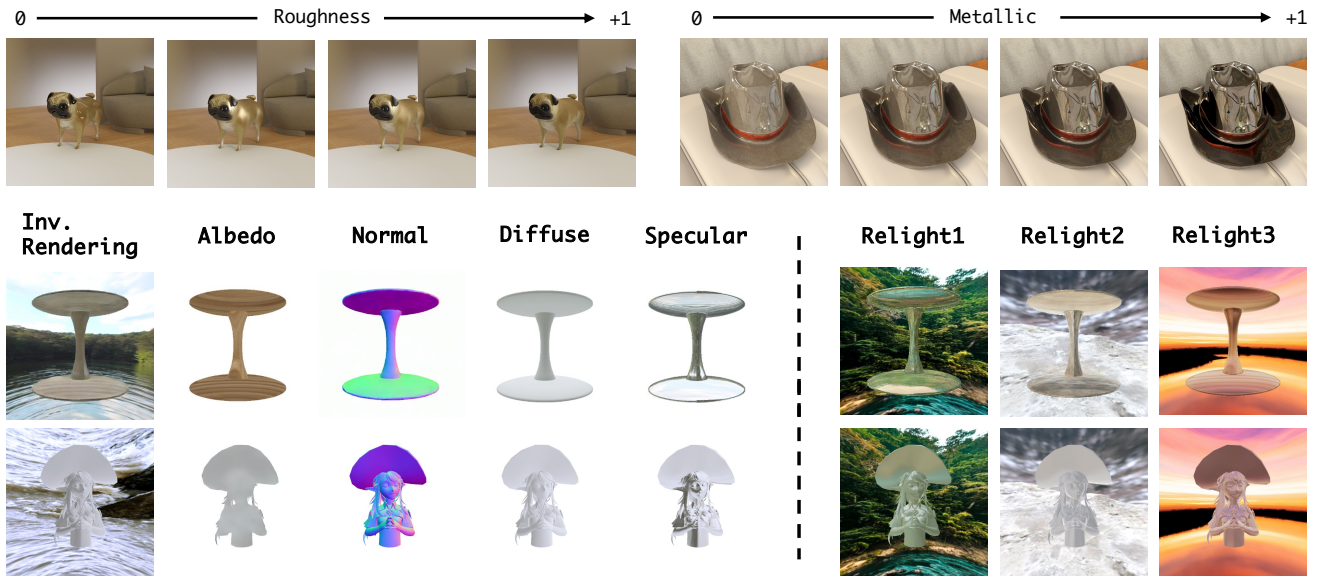 0 Roughness +1
0 Metallic +1
Inv.
Rendering
Albedo
Normal
Diffuse
Specular
Relight1
Relight2
Relight3